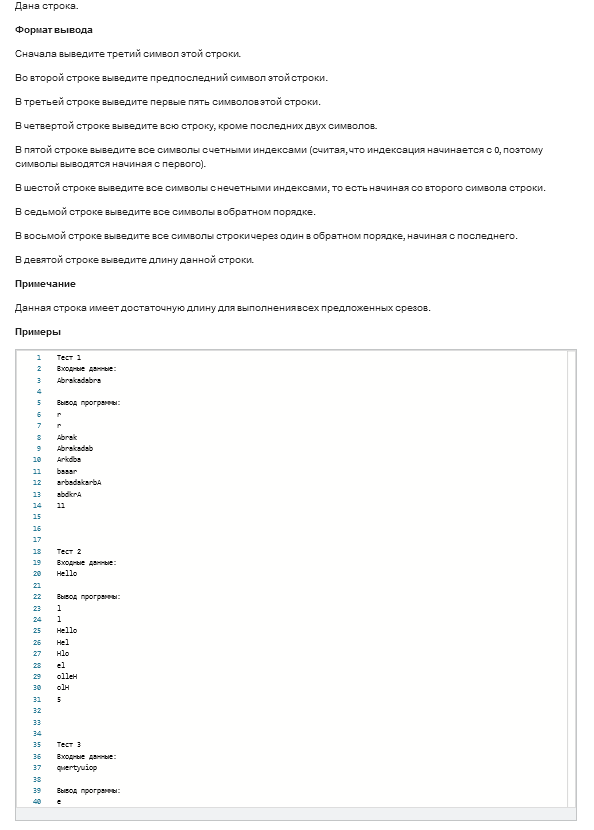 Дана строка.
Формат вывода
Сначала выведите третий символ этой строки.
Во второй строке выведите предпоследний символ этой строки.
В третьей строке выведите первые пять символов этой строки.
В четвертой строке выведите всю строку, кроме последних двух символов.
В пятой строке выведите все символы с четными индексами (считая, что индексация начинается с 0, поэтому
символы выводятся начиная с первого).
В шестой строке выведите все символы с нечетными индексами, то есть начиная со второго символа строки.
В седьмой строке выведите все символы в обратном порядке.
В восьмой строке выведите все символы строки через один в обратном порядке, начиная с последнего.
В девятой строке выведите длину данной строки.
Примечание
Данная строка имеет достаточную длину для выполнения всех предложенных срезов.
Примеры
1 Тест 1
2 Входные данные:
3 Abrakadabra
4
5 Вывод программы:
6 r
7 r
8 Abrak
9 Abrakadab
10 Arkdba
11 baaar
12 arbadakarbA
13 abdkrA
14 11
15
16
17
18 Тест 2
19 Входные данные:
20 Hello
21
22 Вывод программы:
23 l
24 l
25 Hello
26 Hel
27 Hlo
28 el
29 olleH
30 olH
31 5
32
33
34
35 Тест 3
36 Входные данные:
37 qwertyuiop
38
39 Вывод программы:
40 e